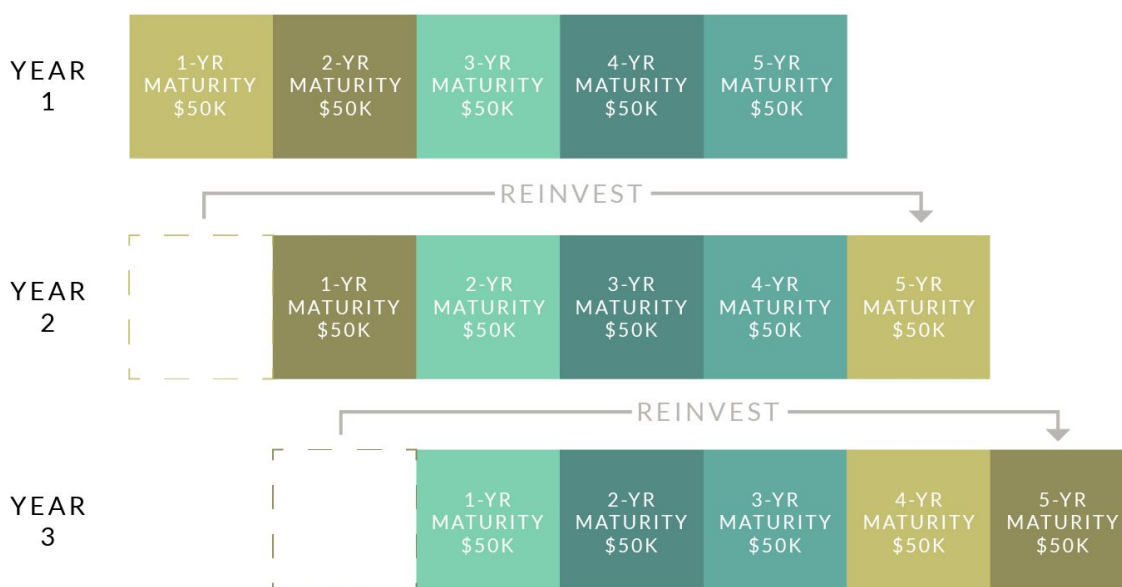 YEAR
1
1-YR
MATURITY
$50K
2-YR
MATURITY
$50K
3-YR
MATURITY
$50K
4-YR
MATURITY
$50K
5-YR
MATURITY
$50K
REINVEST
YEAR
2
1-YR
MATURITY
$50K
2-YR
MATURITY
$50K
3-YR
MATURITY
$50K
4-YR
MATURITY
$50K
5-YR
MATURITY
$50K
REINVEST
YEAR
3
1-YR
MATURITY
$50K
2-YR
MATURITY
$50K
3-YR
MATURITY
$50K
4-YR
MATURITY
$50K
5-YR
MATURITY
$50K